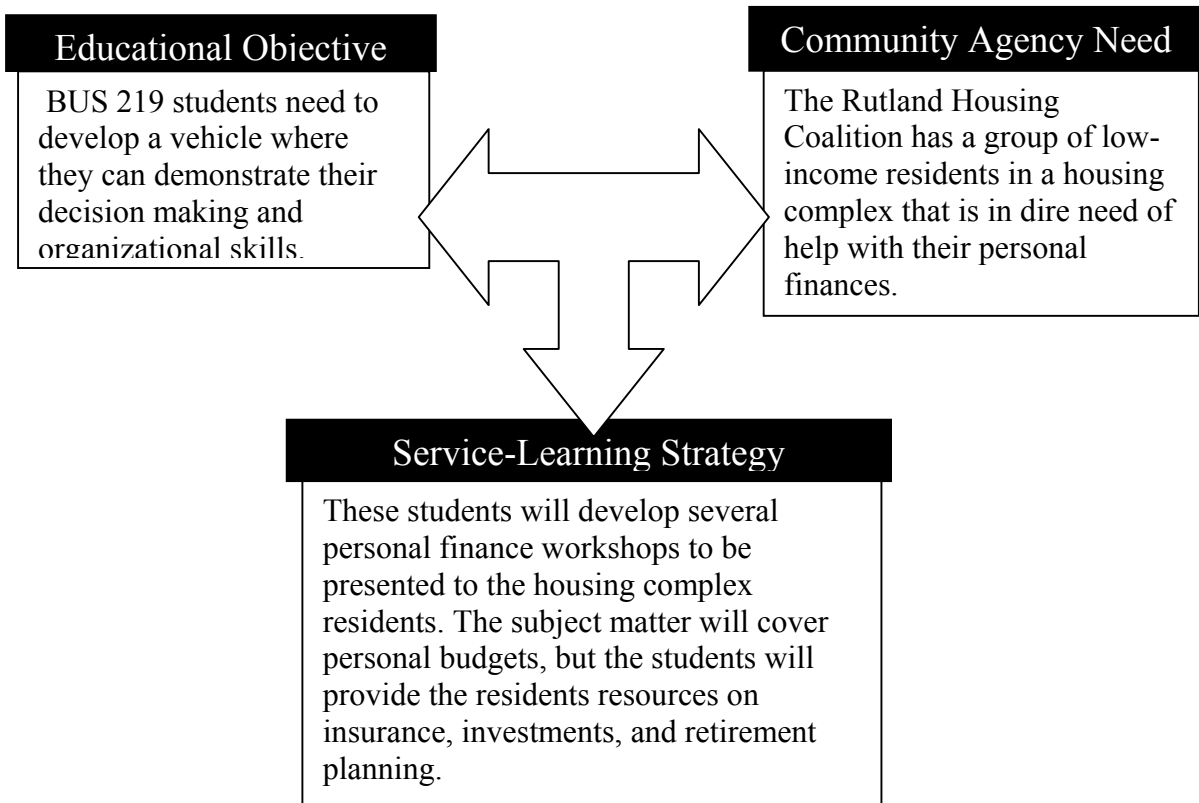 Educational Objective
BUS 219 students need to
develop a vehicle where
they can demonstrate their
decision making and
organizational skills.
Community Agency Need
The Rutland Housing
Coalition has a group of low-
income residents in a housing
complex that is in dire need of
help with their personal
finances.
Service-Learning Strategy
These students will develop several
personal finance workshops to be
presented to the housing complex
residents. The subject matter will cover
personal budgets, but the students will
provide the residents resources on
insurance, investments, and retirement
planning.